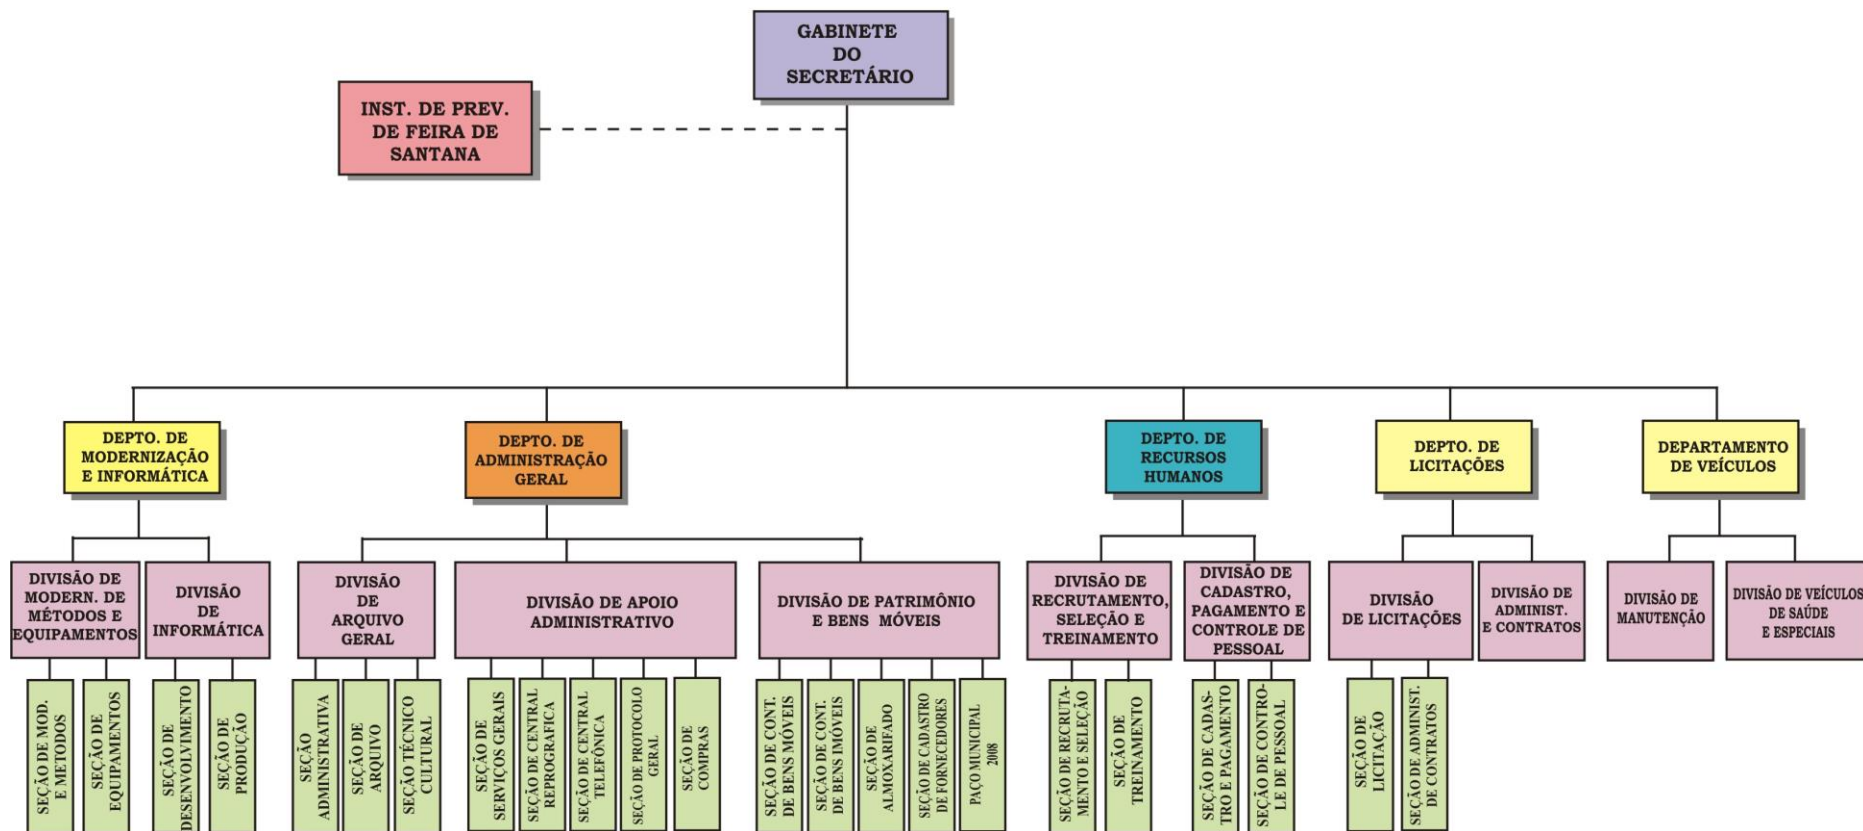 GABINETE
DO
SECRETÁRIO
INST. DE PREV.
DE FEIRA DE
SANTANA
DEPTO. DE
MODERNIZAÇÃO
E INFORMÁTICA
DEPTO. DE
ADMINISTRAÇÃO
GERAL
DEPTO. DE
RECURSOS
HUMANOS
DEPTO. DE
LICITAÇÕES
DEPARTAMENTO
DE VEÍCULOS
DIVISÃO DE
MODERN. DE
MÉTODOS E
EQUIPAMENTOS
DIVISÃO
DE
INFORMÁTICA
DIVISÃO
DE
ARQUIVO
GERAL
DIVISÃO DE APOIO
ADMINISTRATIVO
DIVISÃO DE PATRIMÔNIO
E BENS MÓVEIS
DIVISÃO DE
RECRUTAMENTO,
SELEÇÃO E
TREINAMENTO
DIVISÃO DE
CADASTRO,
PAGAMENTO E
CONTROLE DE
PESSOAL
DIVISÃO
DE LICITAÇÕES
DIVISÃO DE
ADMINIST.
E CONTRATOS
DIVISÃO DE
MANUTENÇÃO
DIVISÃO DE VEÍCULOS
DE SAÚDE
E ESPECIAIS
SEÇÃO DE MOD.
E METODOS
SEÇÃO DE
EQUIPAMENTOS
SEÇÃO DE
DESENVOLVIMENTO
SEÇÃO DE
PRODUÇÃO
SEÇÃO
ADMINISTRATIVA
SEÇÃO DE
ARQUIVO
SEÇÃO TÉCNICO
CULTURAL
SEÇÃO DE
SERVIÇOS GERAIS
SEÇÃO DE CENTRAL
REPROGRAFICA
SEÇÃO DE CENTRAL
TELEFÔNICA
SEÇÃO DE PROTOCOLO
GERAL
SEÇÃO DE
COMPRAS
SEÇÃO DE CONT.
DE BENS MÓVEIS
SEÇÃO DE CONT.
DE BENS IMÓVEIS
SEÇÃO DE
ALMOXARIFADO
SEÇÃO DE CADASTRO
DE FORNECEDORES
PAÇO MUNICIPAL
2008
SEÇÃO DE RECRUTA-
MENTO E SELEÇÃO
SEÇÃO DE
TREINAMENTO
SEÇÃO DE CADAS-
TRO E PAGAMENTO
SEÇÃO DE CONTRO-
LE DE PESSOAL
SEÇÃO DE
LICITAÇÃO
SEÇÃO DE ADMINIST.
DE CONTRATOS